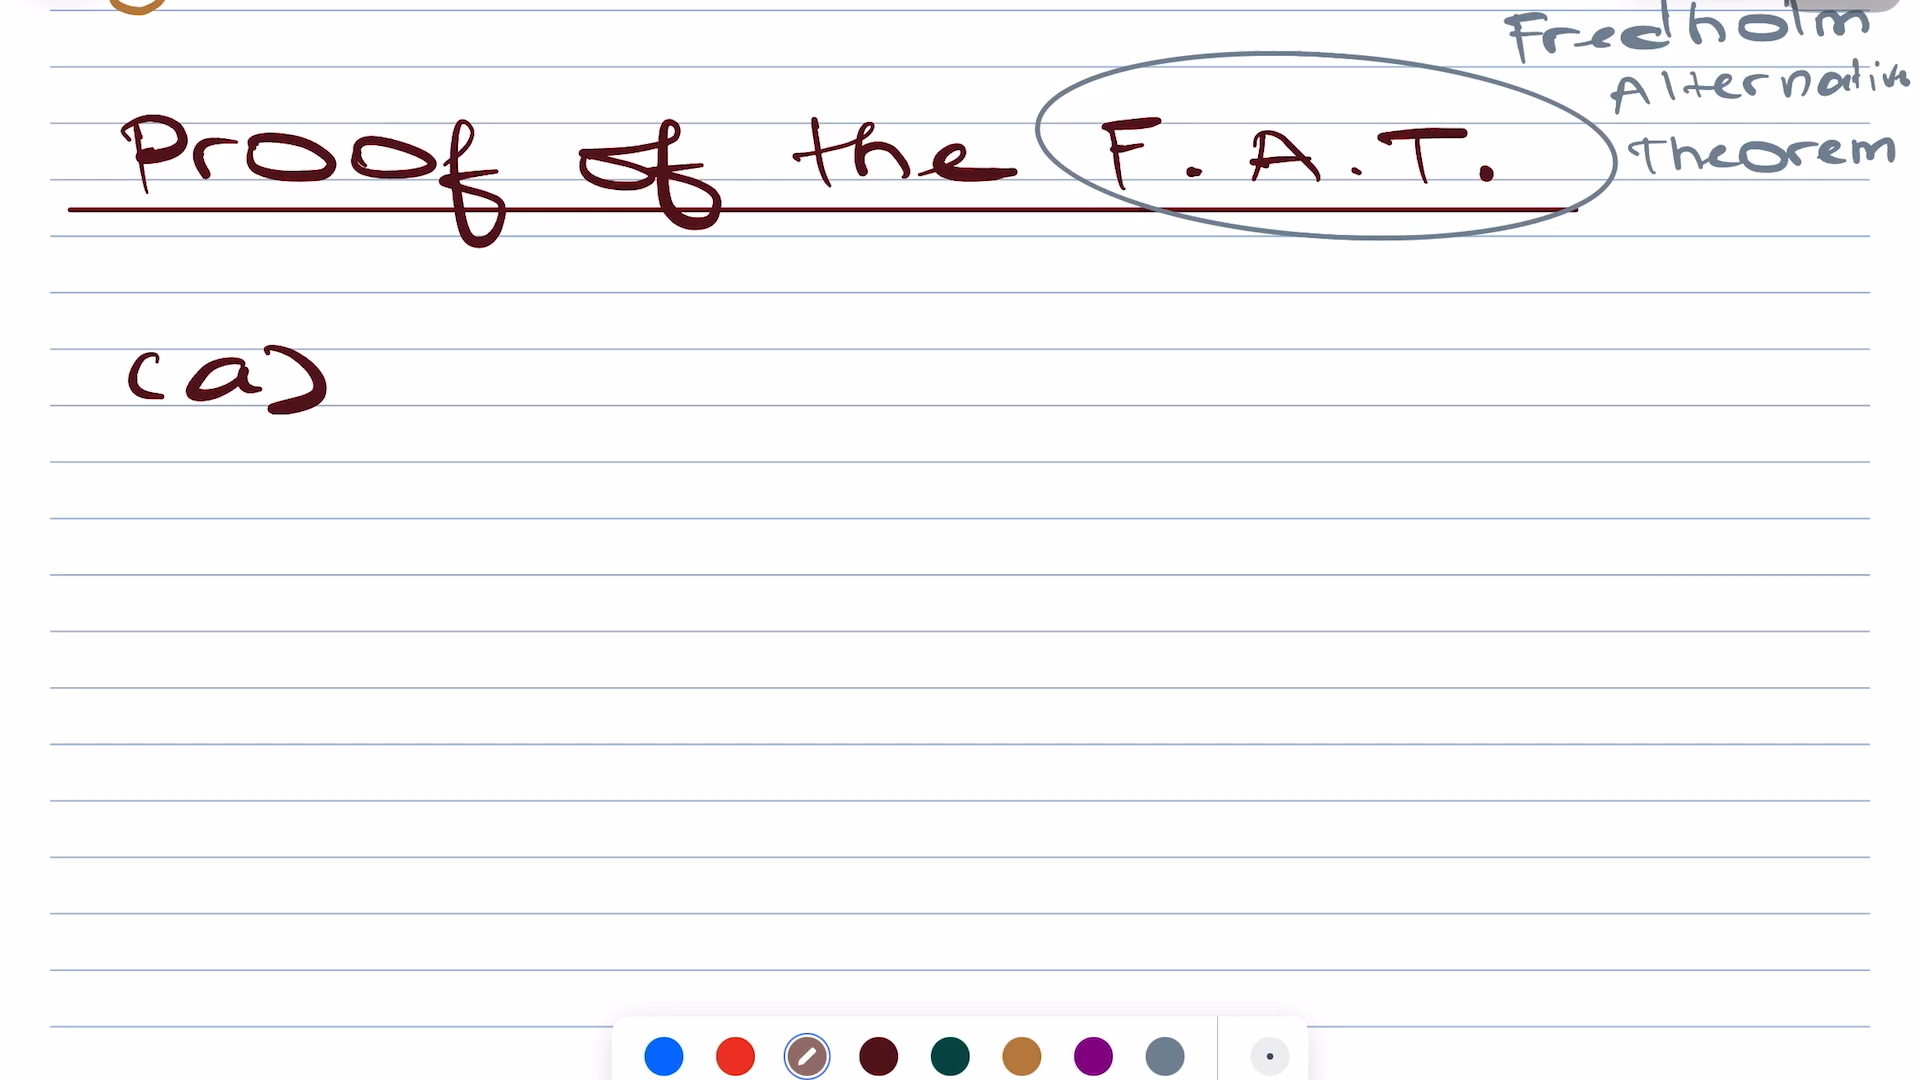 Fredholm
Alternative
Theorem
Proof of the F.A.T.
(a)